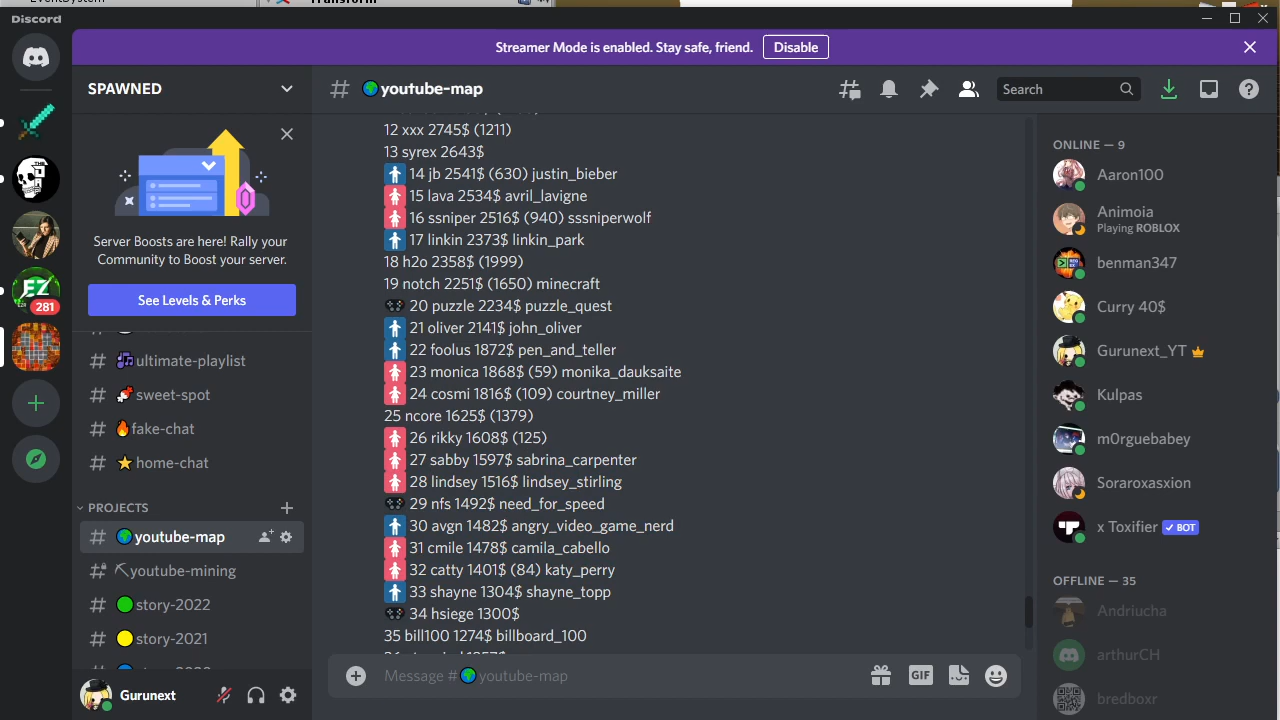 Transform
Discord
Streamer Mode is enabled. Stay safe, friend.
Disable
SPAWNED
youtube-map
Search
Server Boosts are here! Rally your
Community to Boost your server.
See Levels & Perks
281
ultimate-playlist
sweet-spot
fake-chat
home-chat
PROJECTS
youtube-map
youtube-mining
story-2022
story-2021
Gurunext
12 xxx 2745$ (1211)
13 syrex 2643$
14 jb 2541$ (630) justin_bieber
15 lava 2534$ avril_lavigne
16 ssniper 2516$ (940) sssniperwolf
17 linkin 2373$ linkin_park
18 h2o 2358$ (1999)
19 notch 2251$ (1650) minecraft
20 puzzle 2234$ puzzle_quest
21 oliver 2141$ john_oliver
22 foolus 1872$ pen_and_teller
23 monica 1868$ (59) monika_dauksaite
24 cosmi 1816$ (109) courtney_miller
25 ncore 1625$ (1379)
26 rikky 1608$ (125)
27 sabby 1597$ sabrina_carpenter
28 lindsey 1516$ lindsey_stirling
29 nfs 1492$ need_for_speed
30 avgn 1482$ angry_video_game_nerd
31 cmile 1478$ camila_cabello
32 catty 1401$ (84) katy_perry
33 shayne 1304$ shayne_topp
34 hsiege 1300$
35 bill100 1274$ billboard_100
Message #youtube-map
GIF
ONLINE — 9
Aaron100
Animoia
Playing ROBLOX
benman347
Curry 40$
Gurunext_YT
Kulpas
m0rguebabey
Soraroxasxion
x Toxifier BOT
OFFLINE — 35
Andriucha
arthurCH
bredboxr